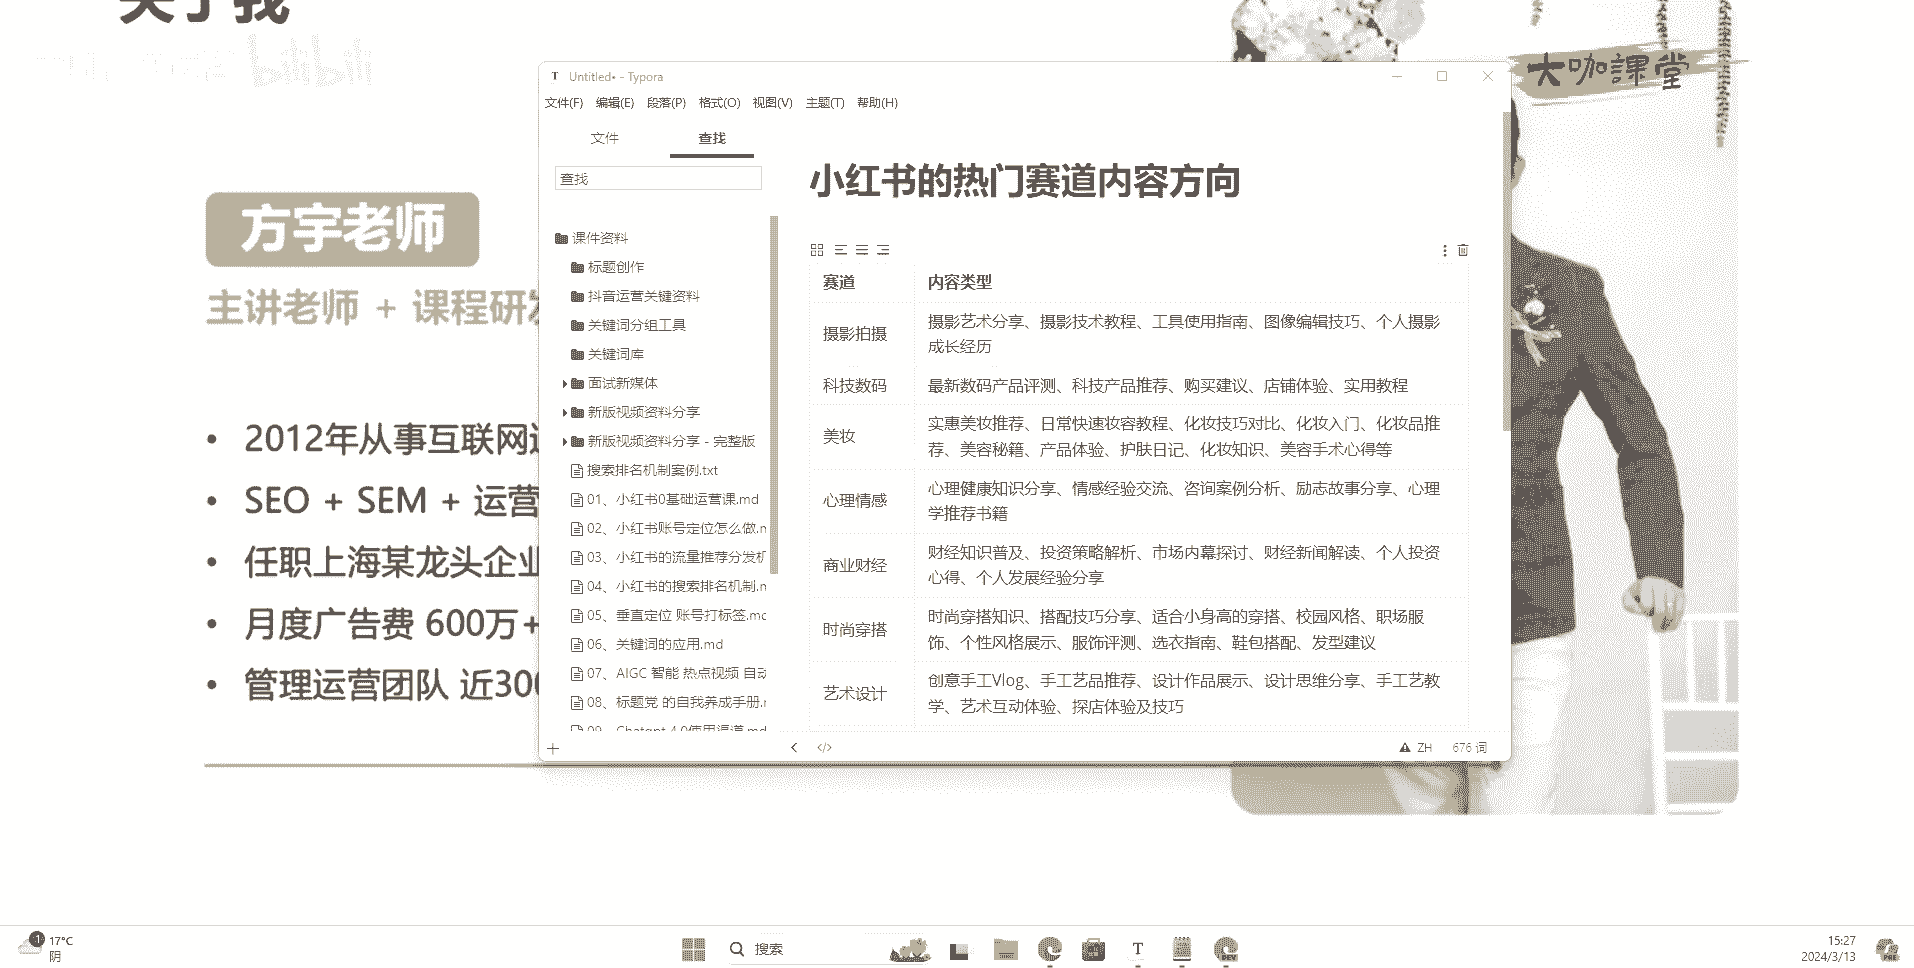 关于我
bilibili
大咖課堂
方宇老师
主讲老师 + 课程研发
2012年从事互联网运
SEO + SEM + 运营
任职上海某龙头企业
月度广告费 600万+
管理运营团队 近300
Untitled• - Typora
文件(F) 编辑(E) 段落(P) 格式(O) 视图(V) 主题(T) 帮助(H)
文件 查找
查找
课件资料
标题创作
抖音运营关键资料
关键词分组工具
关键词库
面试新媒体
新版视频资料分享
新版视频资料分享 - 完整版
搜索排名机制案例.txt
01、小红书0基础运营课.md
02、小红书账号定位怎么做.m
03、小红书的流量推荐分发机
04、小红书的搜索排名机制.m
05、垂直定位 账号打标签.md
06、关键词的应用.md
07、AIGC 智能 热点视频 自动
08、标题党 的自我养成手册.m
09、Chatgpt 4.0使用渠道.md
小红书的热门赛道内容方向
赛道 内容类型
摄影拍摄 摄影艺术分享、摄影技术教程、工具使用指南、图像编辑技巧、个人摄影
成长经历
科技数码 最新数码产品评测、科技产品推荐、购买建议、店铺体验、实用教程
美妆 实惠美妆推荐、日常快速妆容教程、化妆技巧对比、化妆入门、化妆品推
荐、美容秘籍、产品体验、护肤日记、化妆知识、美容手术心得等
心理情感 心理健康知识分享、情感经验交流、咨询案例分析、励志故事分享、心理
学推荐书籍
商业财经 财经知识普及、投资策略解析、市场内幕探讨、财经新闻解读、个人投资
心得、个人发展经验分享
时尚穿搭 时尚穿搭知识、搭配技巧分享、适合小身高的穿搭、校园风格、职场服
饰、个性风格展示、服饰评测、选衣指南、鞋包搭配、发型建议
艺术设计 创意手工Vlog、手工艺品推荐、设计作品展示、设计思维分享、手工艺教
学、艺术互动体验、探店体验及技巧
ZH 676 词
1 17°C
阴
搜索
DEV
15:27
2024/3/13
PRE